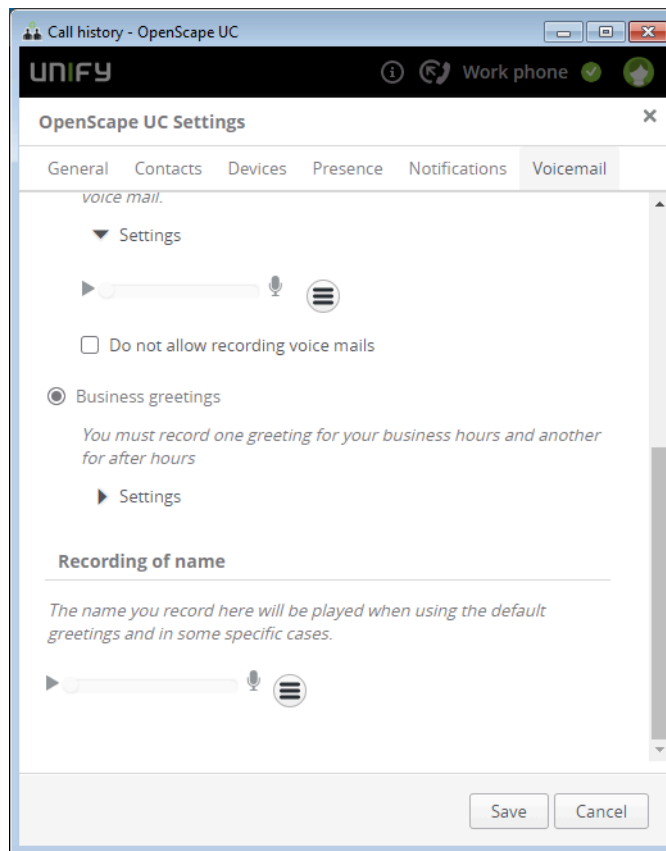 Call history - OpenScape UC
UNIFY
Work phone
OpenScape UC Settings
General Contacts Devices Presence Notifications Voicemail
voice mail.
Settings
Do not allow recording voice mails
Business greetings
You must record one greeting for your business hours and another
for after hours
Settings
Recording of name
The name you record here will be played when using the default
greetings and in some specific cases.
Save Cancel